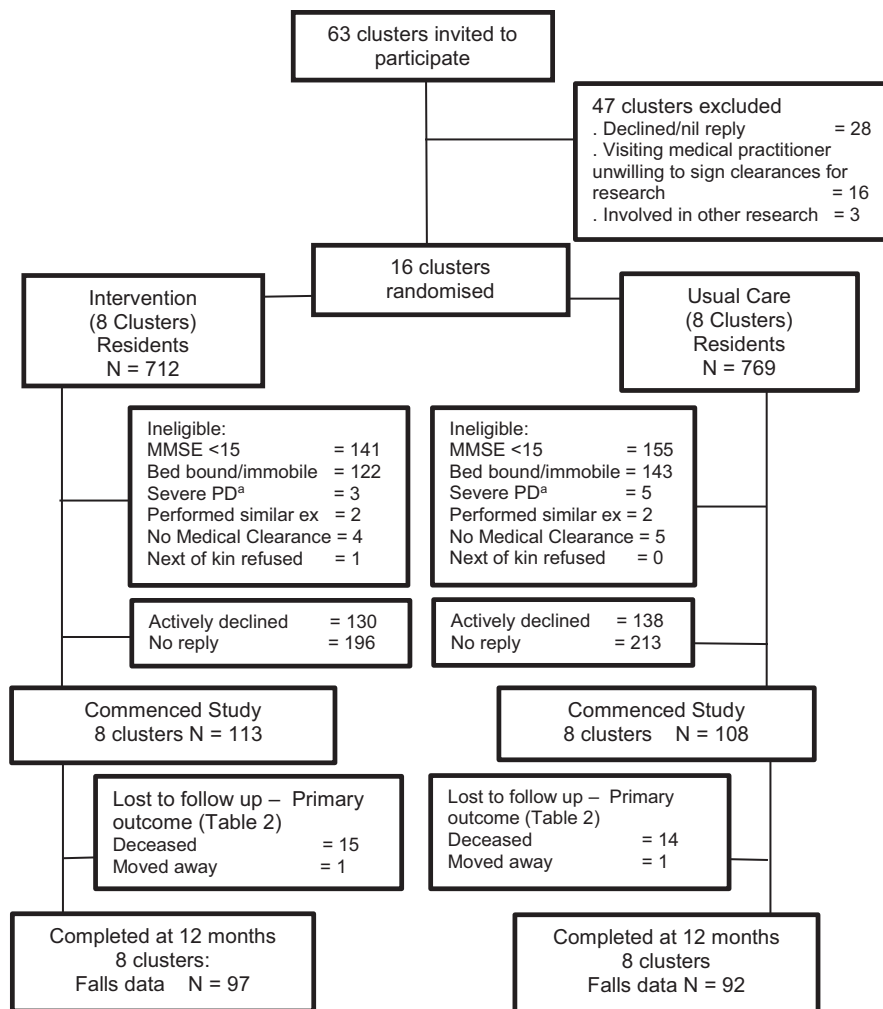 63 clusters invited to
participate
47 clusters excluded
. Declined/nil reply = 28
. Visiting medical practitioner
unwilling to sign clearances for
research = 16
. Involved in other research = 3
16 clusters
randomised
Intervention
(8 Clusters)
Residents
N = 712
Usual Care
(8 Clusters)
Residents
N = 769
Ineligible:
MMSE <15 = 141
Bed bound/immobile = 122
Severe PDª = 3
Performed similar ex = 2
No Medical Clearance = 4
Next of kin refused = 1
Ineligible:
MMSE <15 = 155
Bed bound/immobile = 143
Severe PDª = 5
Performed similar ex = 2
No Medical Clearance = 5
Next of kin refused = 0
Actively declined = 130
No reply = 196
Actively declined = 138
No reply = 213
Commenced Study
8 clusters N = 113
Commenced Study
8 clusters N = 108
Lost to follow up – Primary
outcome (Table 2)
Deceased = 15
Moved away = 1
Lost to follow up – Primary
outcome (Table 2)
Deceased = 14
Moved away = 1
Completed at 12 months
8 clusters:
Falls data N = 97
Completed at 12 months
8 clusters
Falls data N = 92